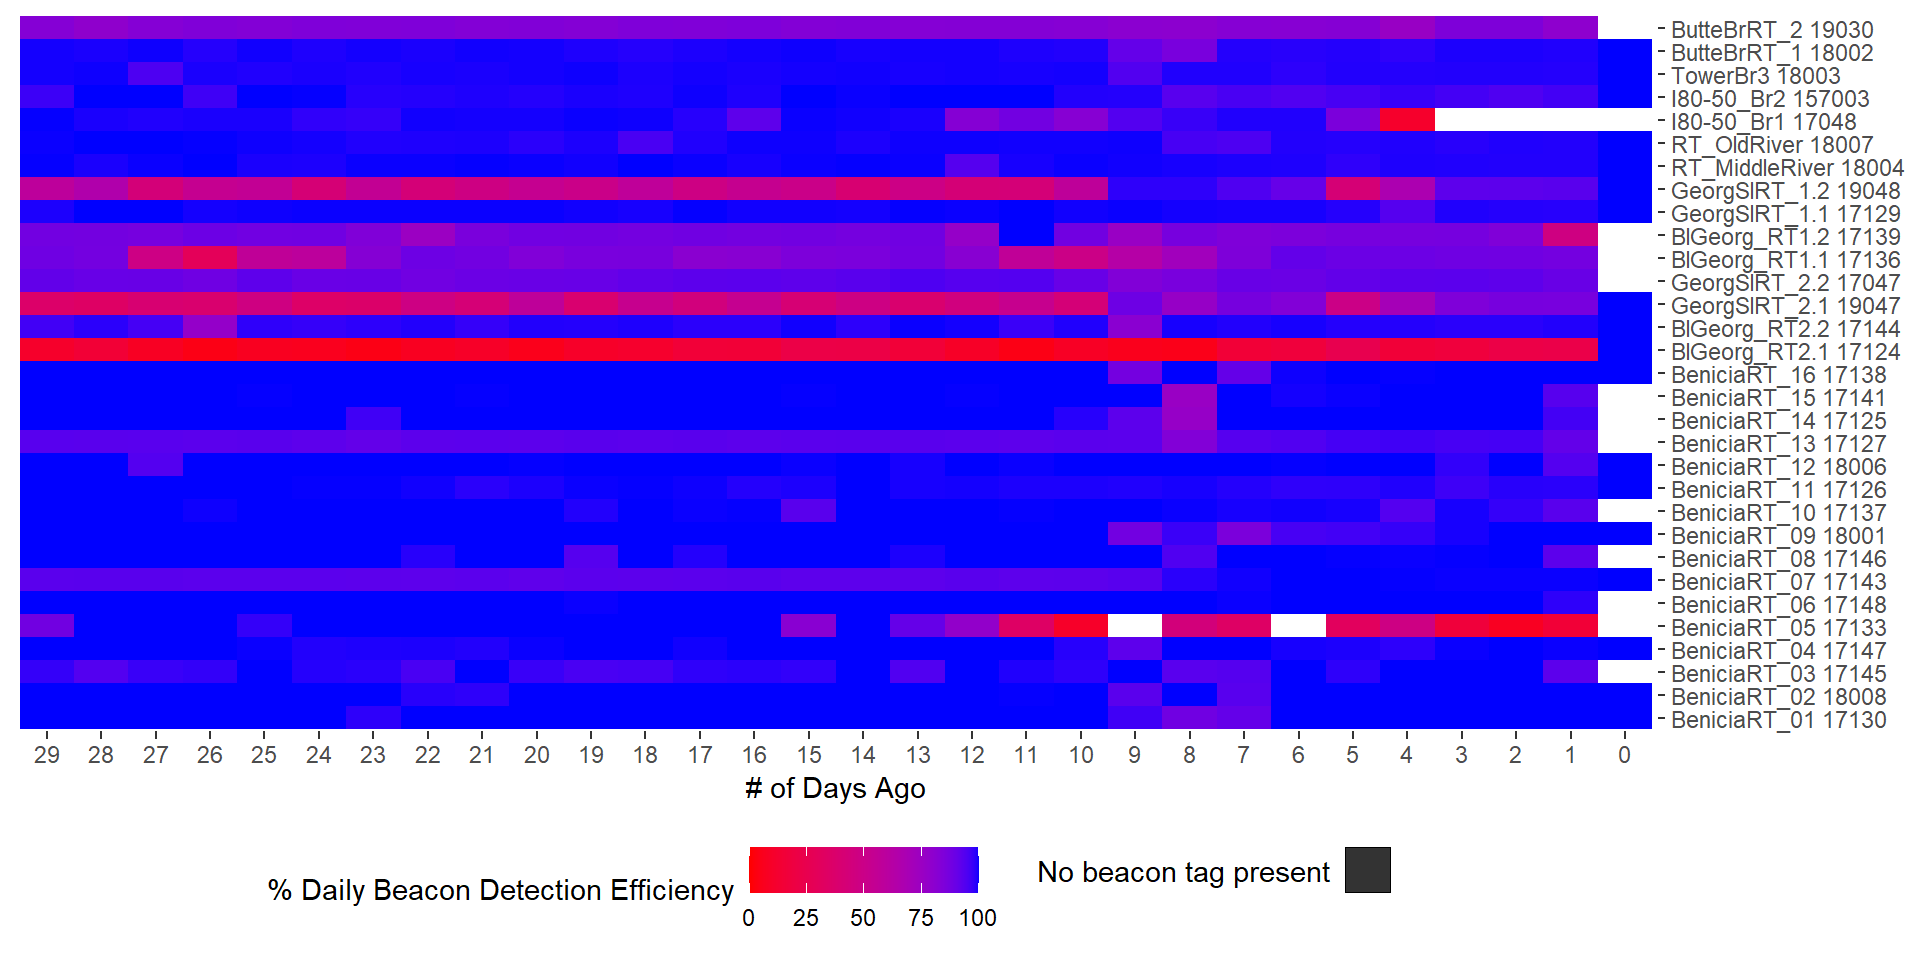 ButteBrRT_2 19030
ButteBrRT_1 18002
TowerBr3 18003
I80-50_Br2 157003
I80-50_Br1 17048
RT_OldRiver 18007
RT_MiddleRiver 18004
GeorgSlRT_1.2 19048
GeorgSlRT_1.1 17129
BlGeorg_RT1.2 17139
BlGeorg_RT1.1 17136
GeorgSlRT_2.2 17047
GeorgSlRT_2.1 19047
BlGeorg_RT2.2 17144
BlGeorg_RT2.1 17124
BeniciaRT_16 17138
BeniciaRT_15 17141
BeniciaRT_14 17125
BeniciaRT_13 17127
BeniciaRT_12 18006
BeniciaRT_11 17126
BeniciaRT_10 17137
BeniciaRT_09 18001
BeniciaRT_08 17146
BeniciaRT_07 17143
BeniciaRT_06 17148
BeniciaRT_05 17133
BeniciaRT_04 17147
BeniciaRT_03 17145
BeniciaRT_02 18008
BeniciaRT_01 17130
29 28 27 26 25 24 23 22 21 20 19 18 17 16 15 14 13 12 11 10 9 8 7 6 5 4 3 2 1 0
# of Days Ago
% Daily Beacon Detection Efficiency
0 25 50 75 100
No beacon tag present